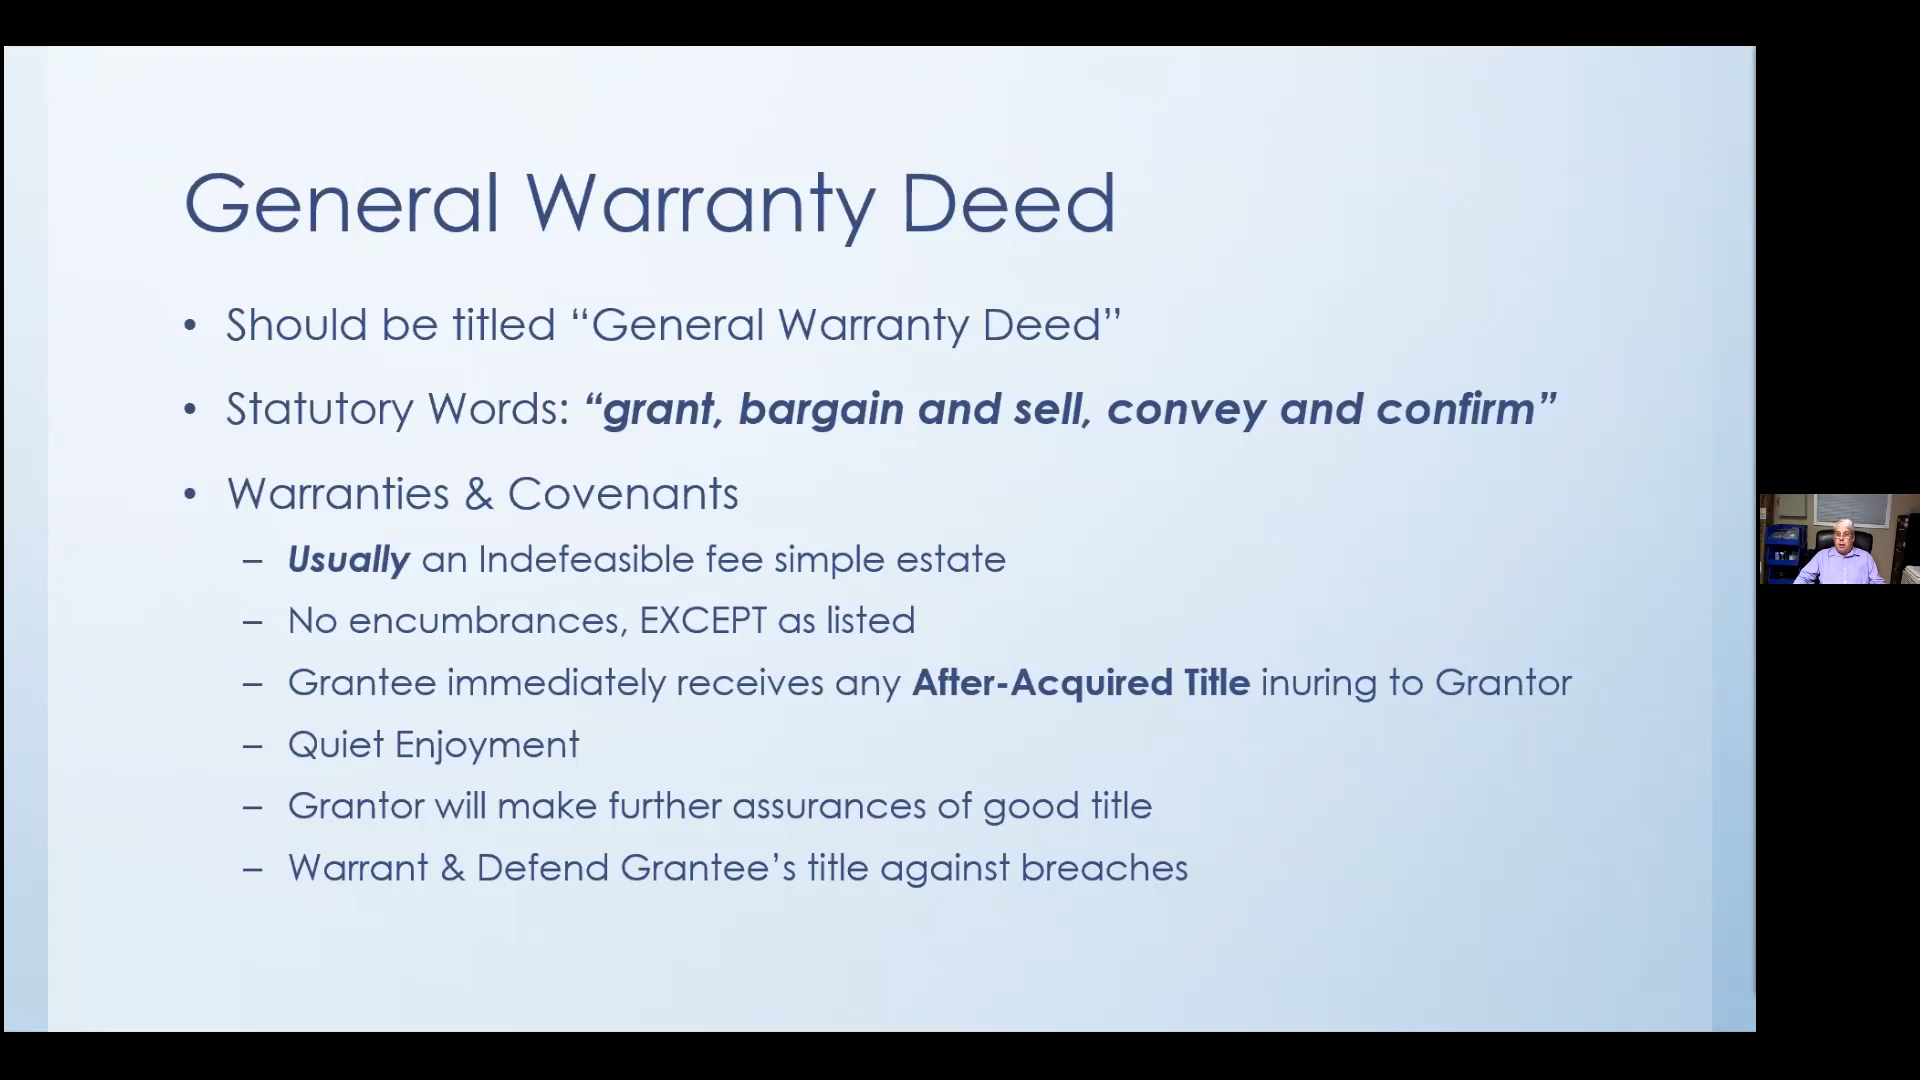 General Warranty Deed
• Should be titled “General Warranty Deed”
• Statutory Words: “grant, bargain and sell, convey and confirm”
• Warranties & Covenants
– Usually an Indefeasible fee simple estate
– No encumbrances, EXCEPT as listed
– Grantee immediately receives any After-Acquired Title inuring to Grantor
– Quiet Enjoyment
– Grantor will make further assurances of good title
– Warrant & Defend Grantee’s title against breaches